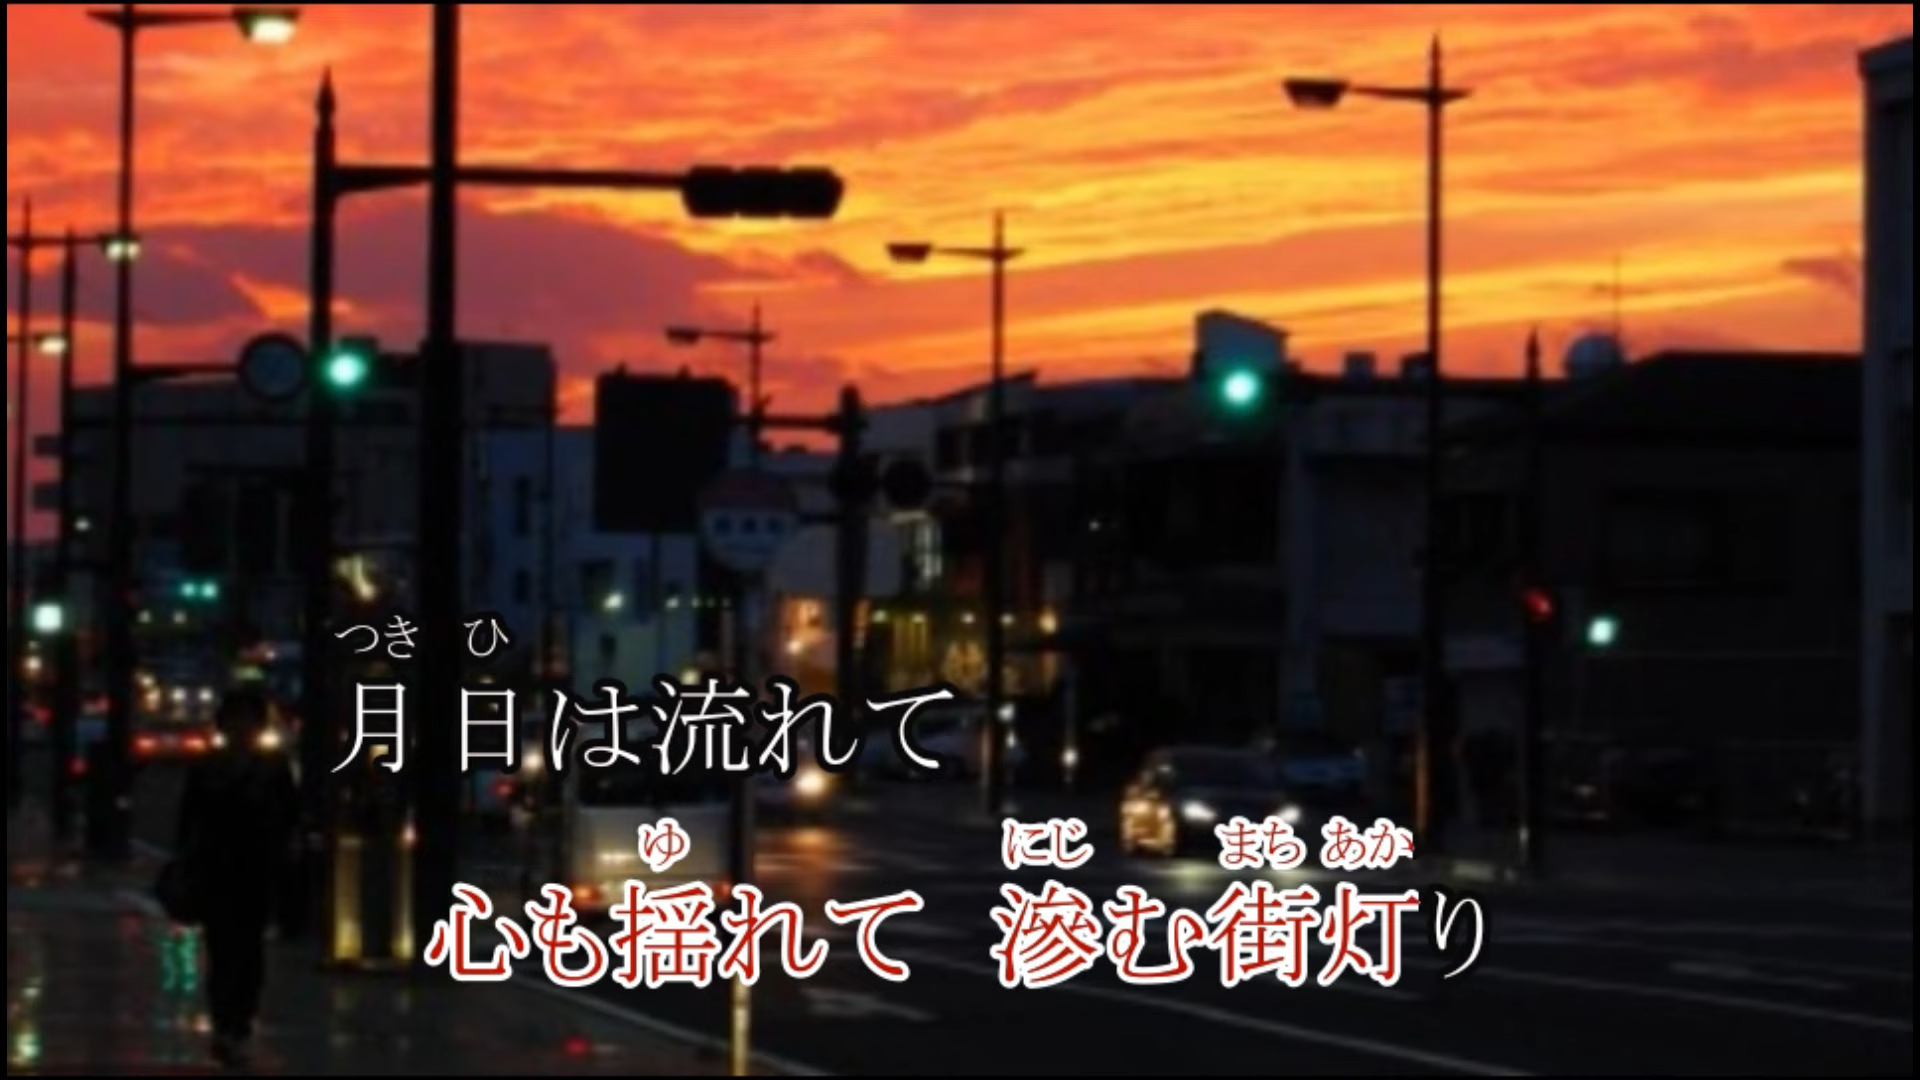 つき ひ
月日は流れて
ゆ にじ まち あか
心も揺れて 滲む街灯り